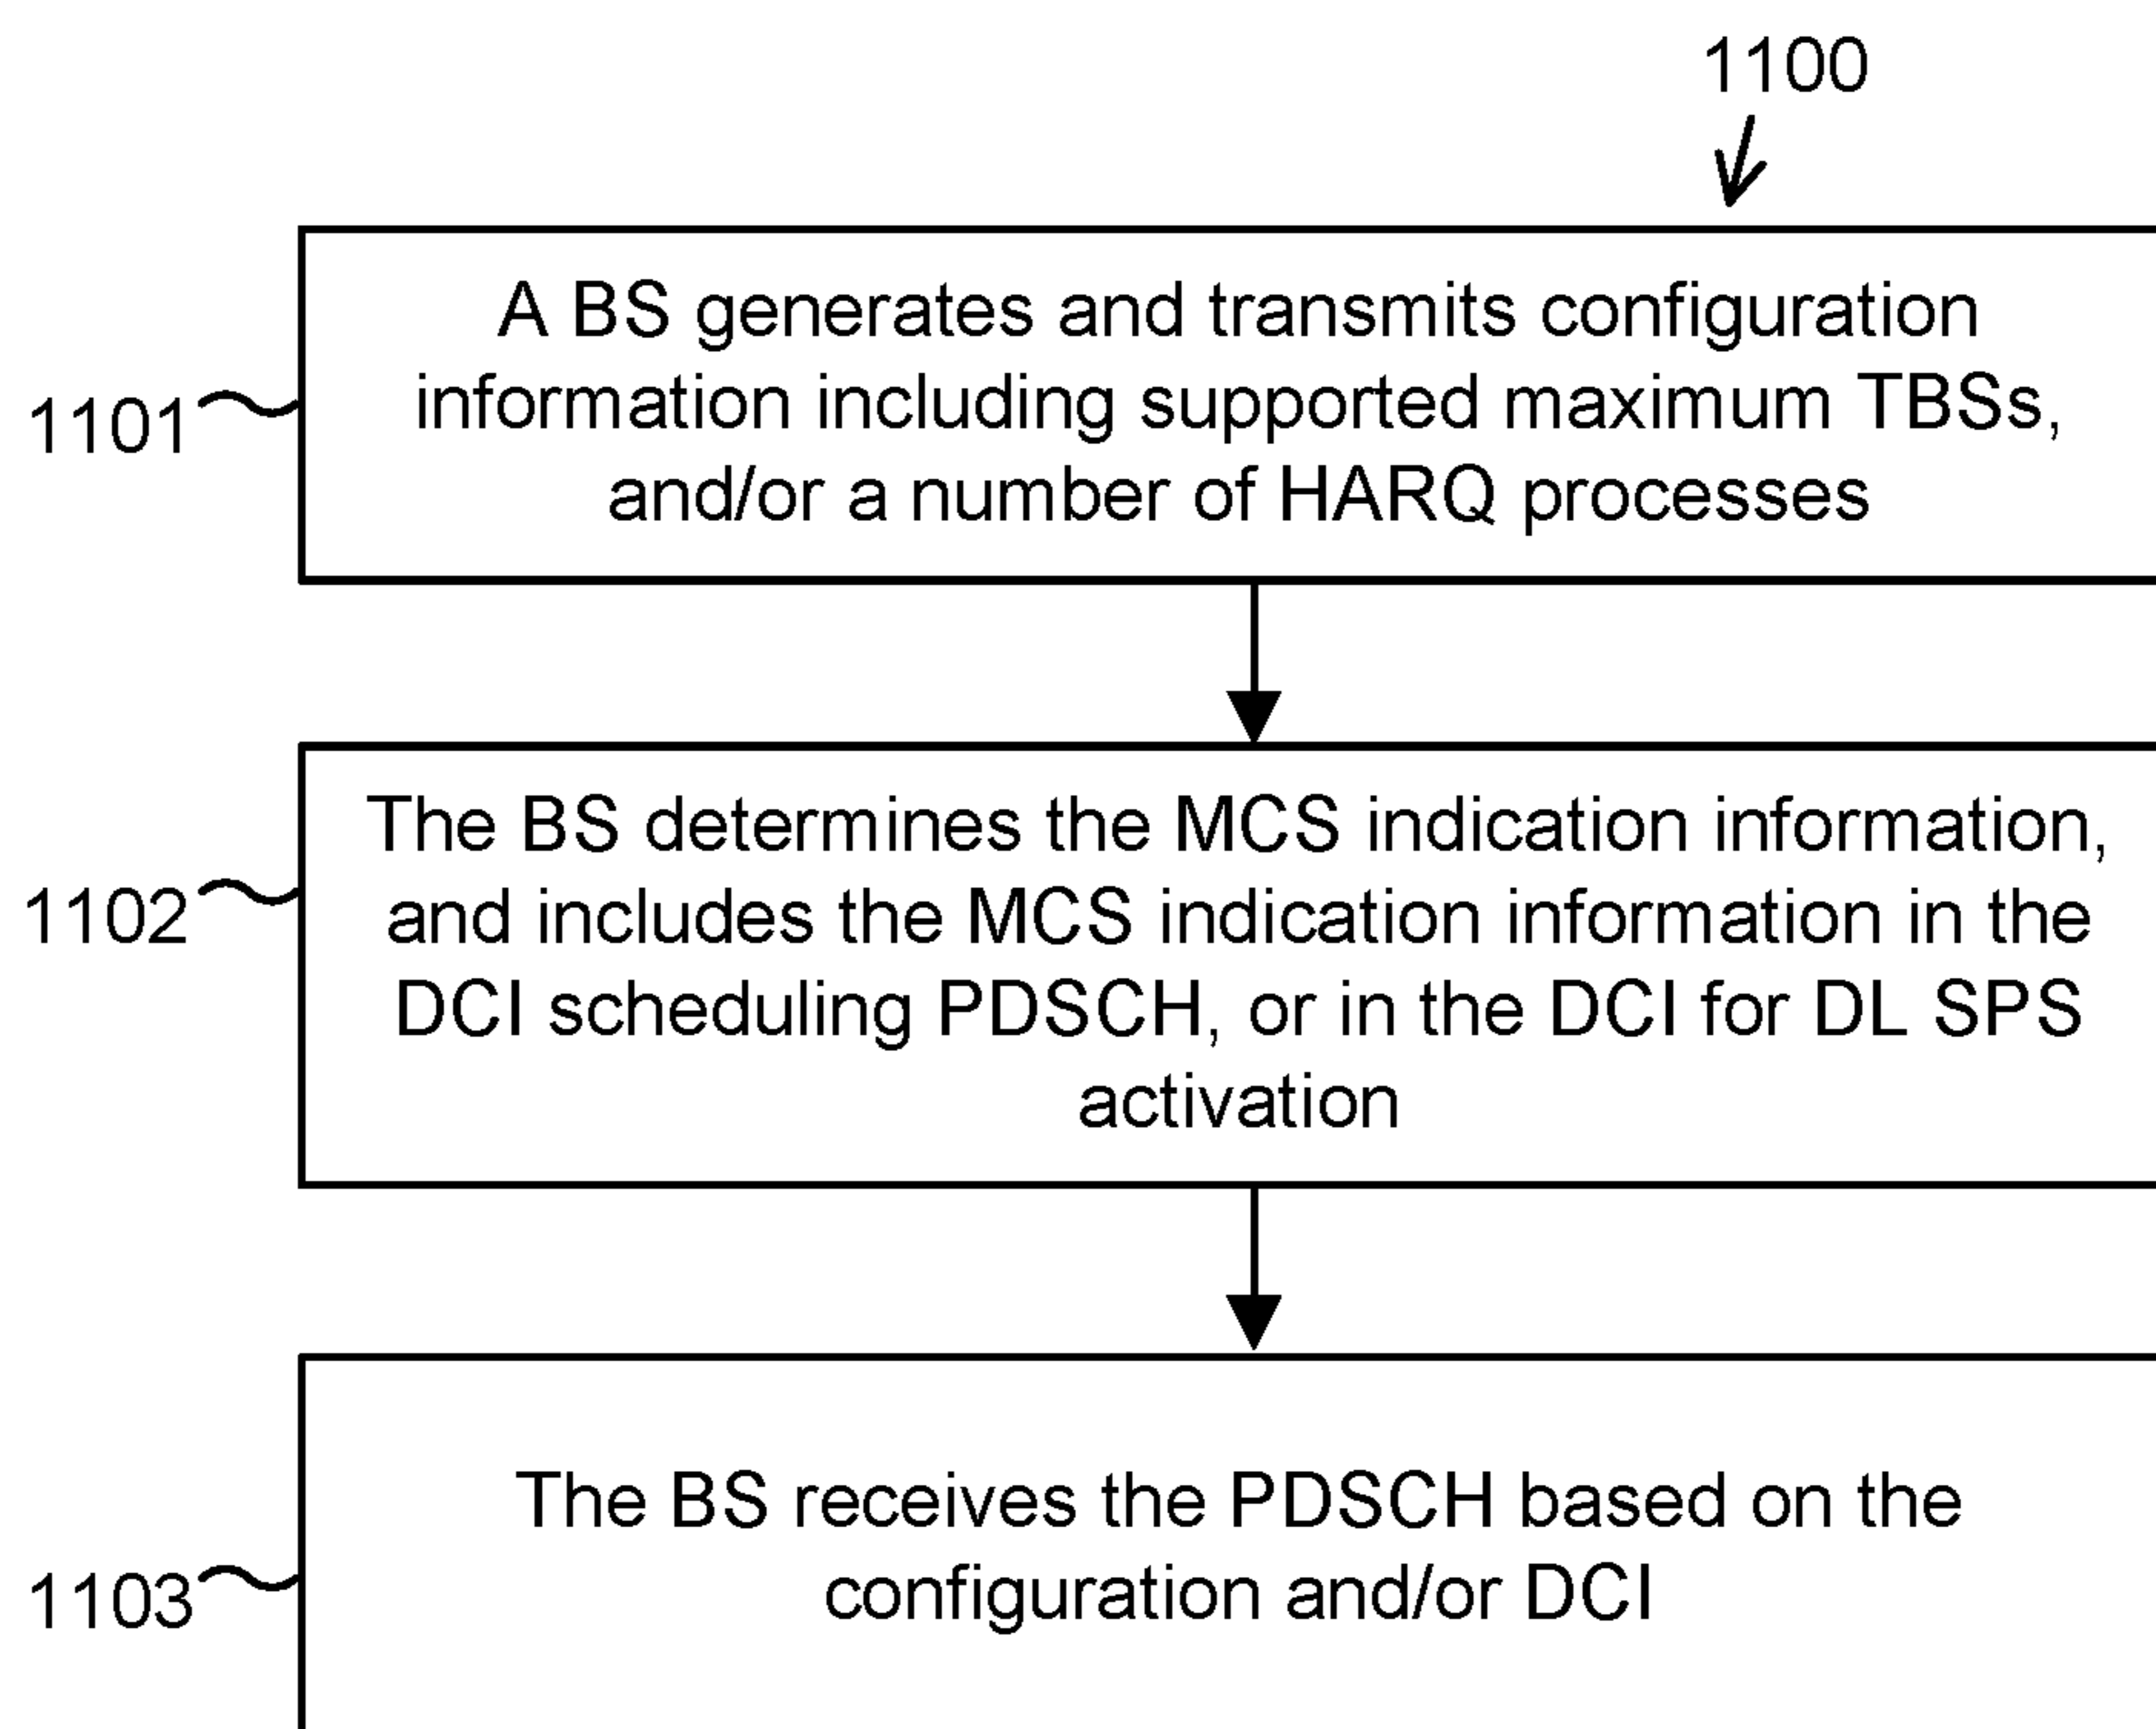 1100
A BS generates and transmits configuration
information including supported maximum TBSs,
and/or a number of HARQ processes
1101
The BS determines the MCS indication information,
and includes the MCS indication information in the
DCI scheduling PDSCH, or in the DCI for DL SPS
activation
1102
The BS receives the PDSCH based on the
configuration and/or DCI
1103